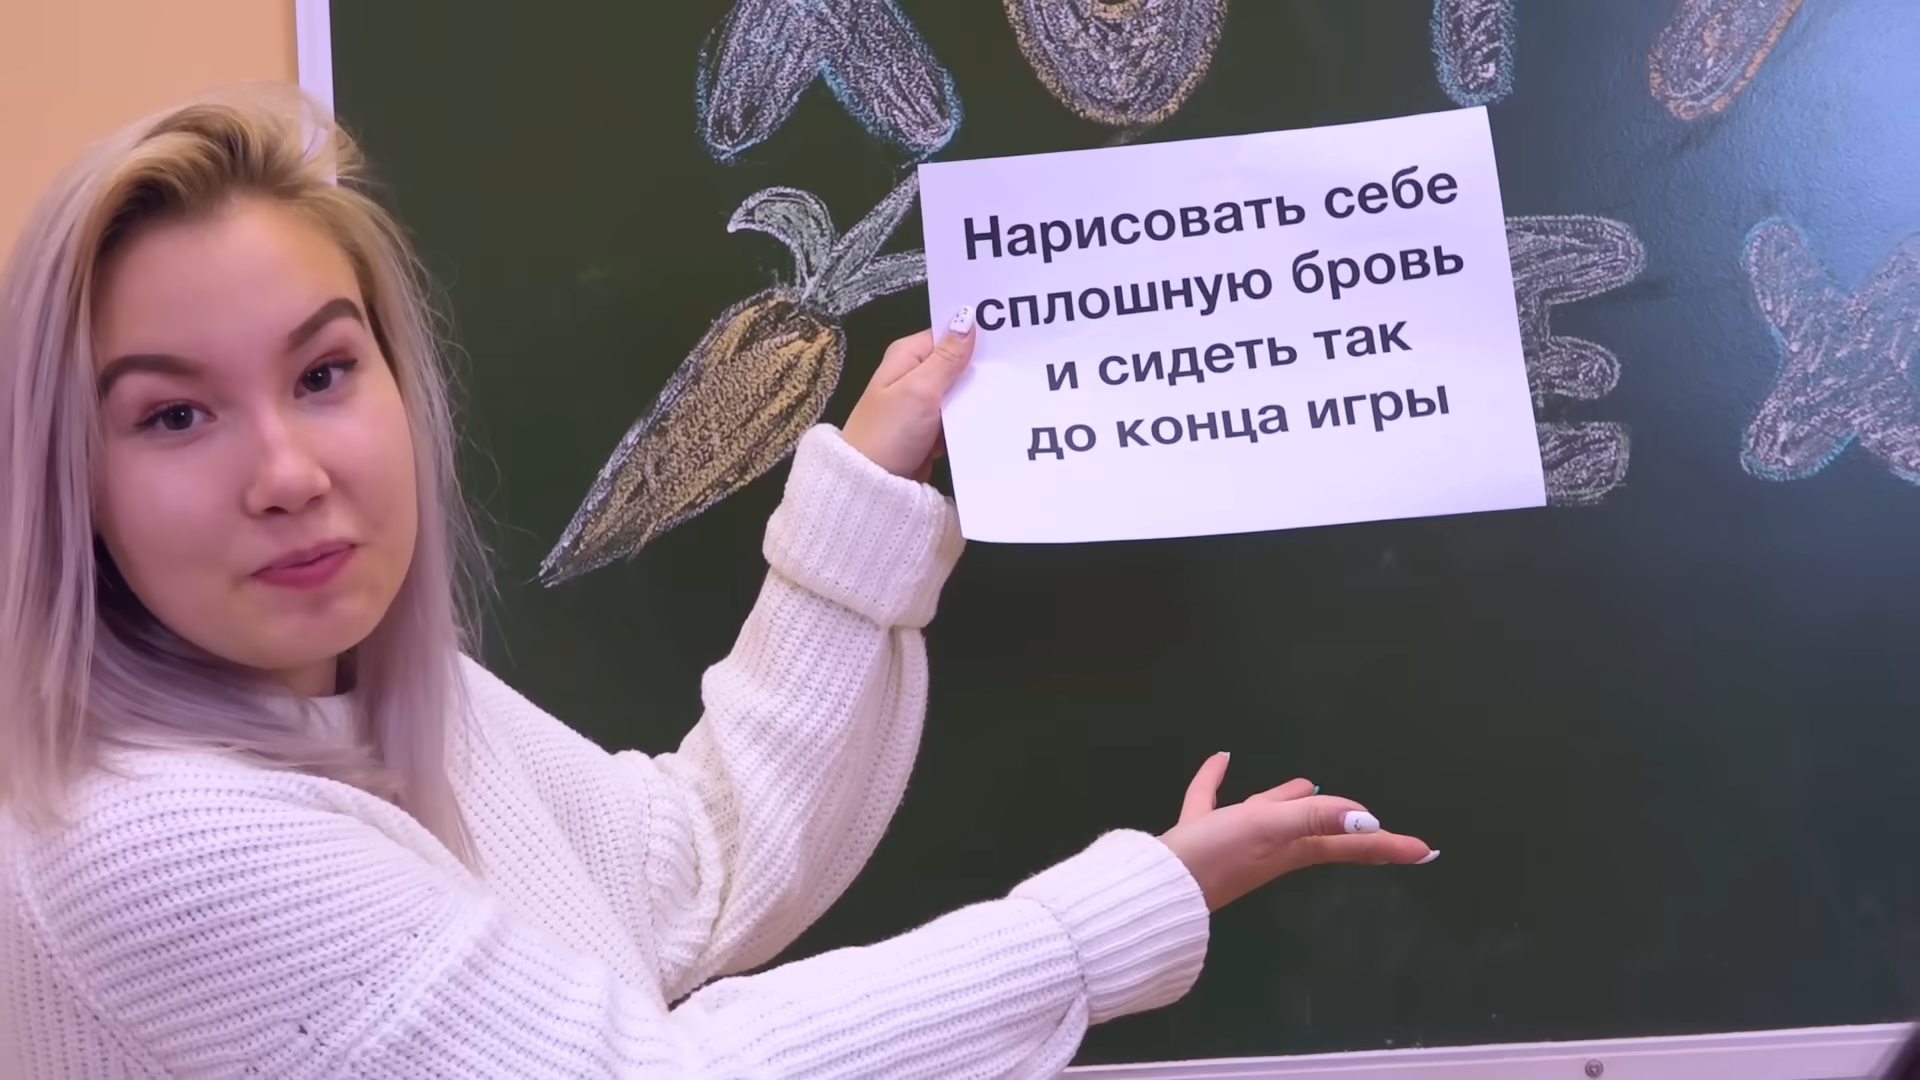 Нарисовать себе
сплошную бровь
и сидеть так
до конца игры